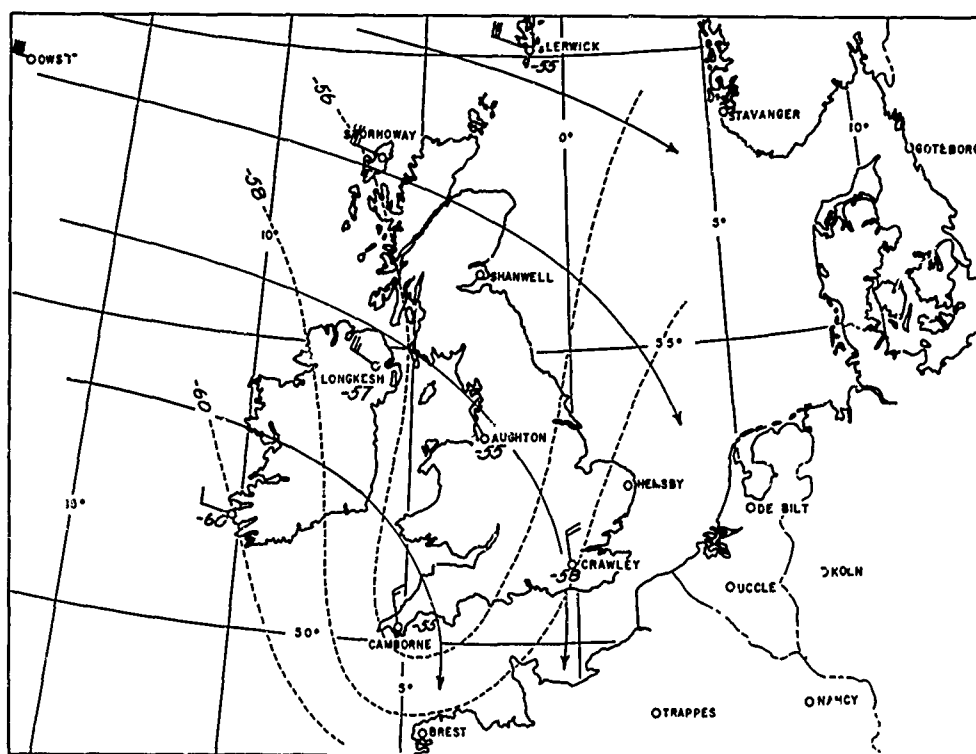 LERWICK
-55
OWST
STAVANGER
-56
0°
10°
GOTEBORG
-58
10°
5°
SHANWELL
55°
LONGKESH
-57
-60
AUGHTON
-55
HEMSBY
15°
DE BILT
-60
CRAWLEY
-58
KOLN
UCCLE
50°
-55
CAMBORNE
5°
NANCY
TRAPPES
BREST